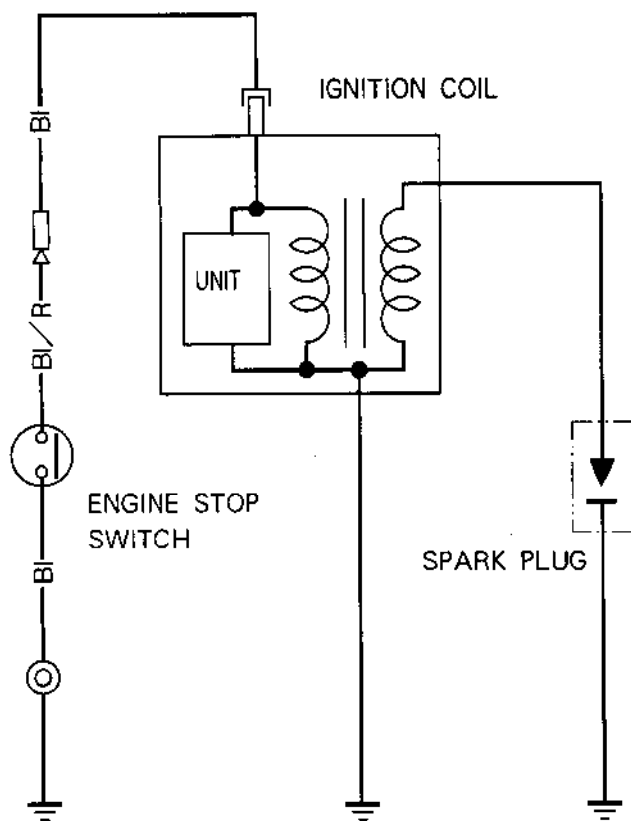 IGNITION COIL
Bl
UNIT
Bl/R
ENGINE STOP
SWITCH
SPARK PLUG
Bl